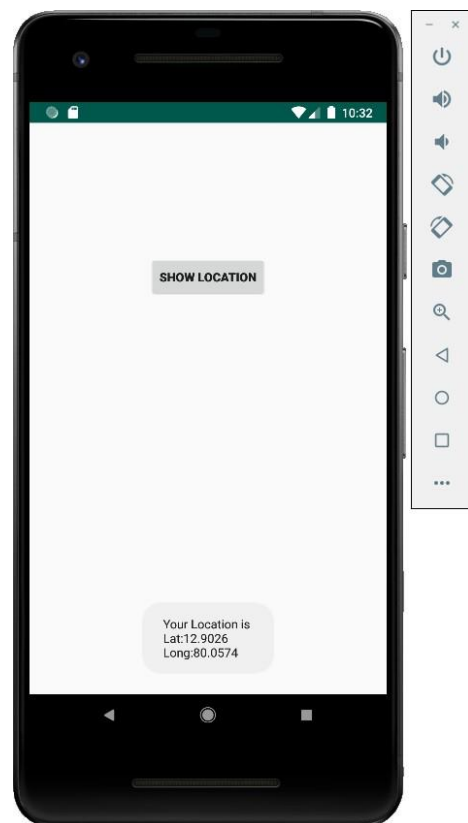 10:32
SHOW LOCATION
Your Location is
Lat:12.9026
Long:80.0574